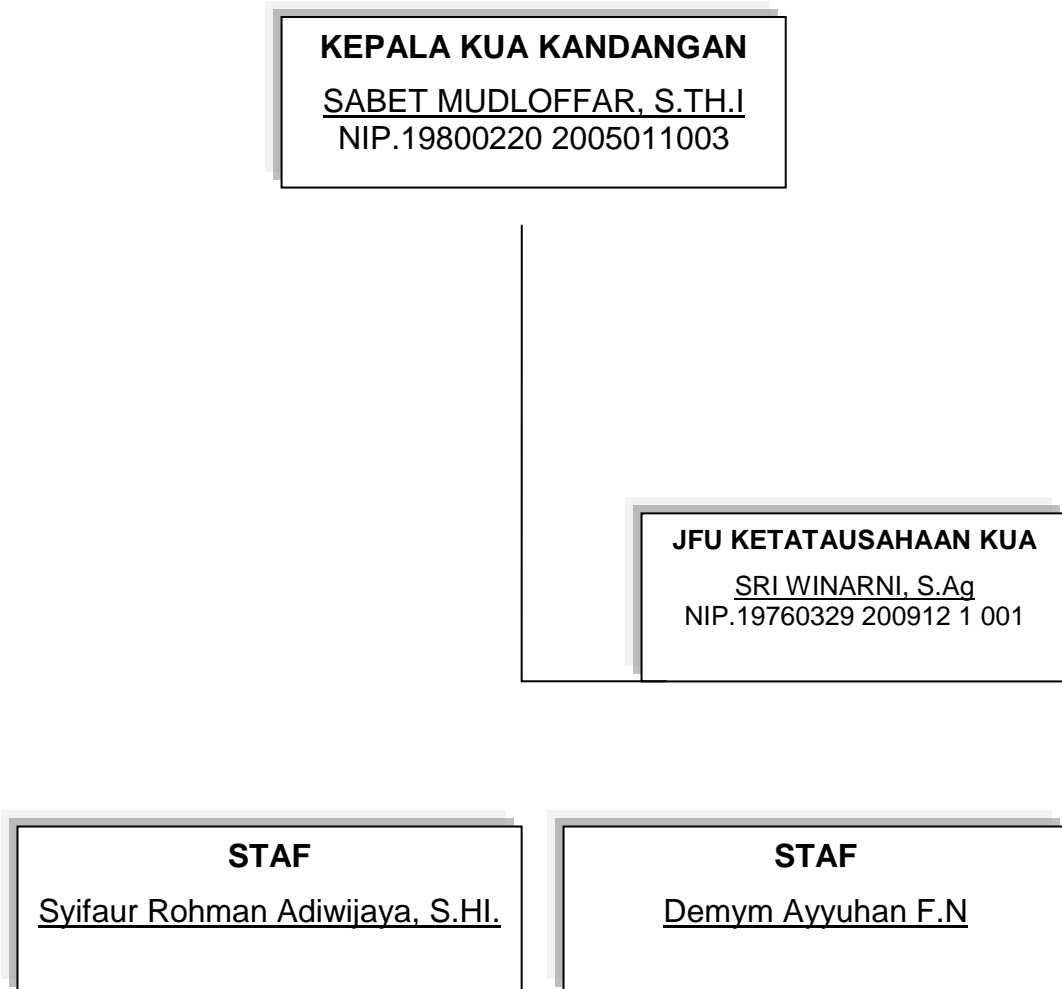 KEPALA KUA KANDANGAN
SABET MUDLOFFAR, S.TH.I
NIP.19800220 2005011003
JFU KETATAUSAHAAN KUA
SRI WINARNI, S.Ag
NIP.19760329 200912 1 001
STAF
Syifaur Rohman Adiwijaya, S.HI.
STAF
Demym Ayyuhan F.N